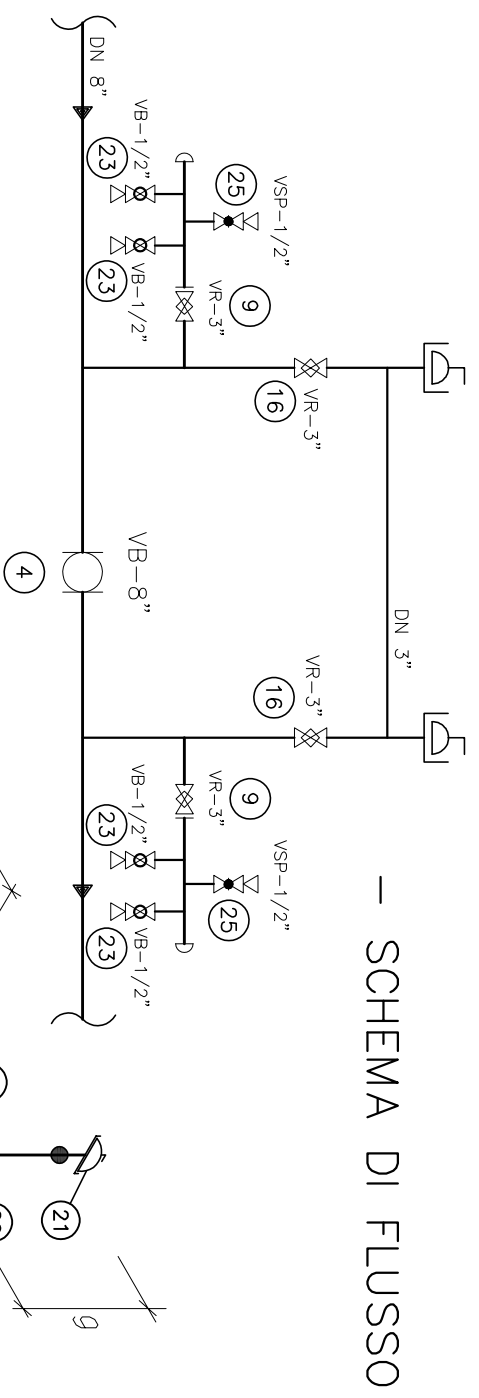 — SCHEMA DI FLUSSO
DN 8"
VB-1/2"
23
23
VB-1/2"
25
VSP-1/2"
VR-3"
9
16
VR-3"
DN 3"
VB-8"
4
VR-3"
16
VR-3"
9
VB-1/2"
23
23
VB-1/2"
VSP-1/2"
25
21
g